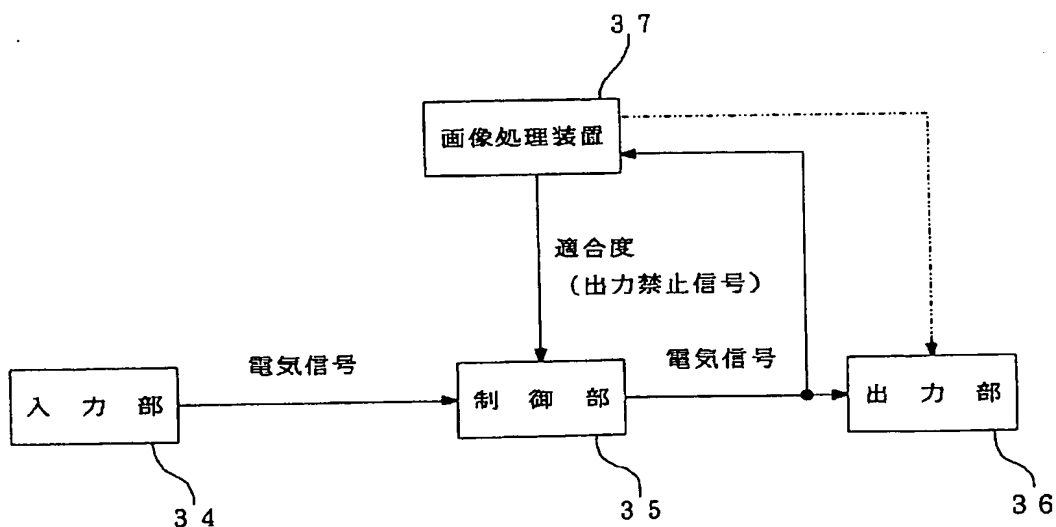 37
画像処理装置
適合度
（出力禁止信号）
電気信号
電気信号
入力部
制御部
出力部
34
35
36